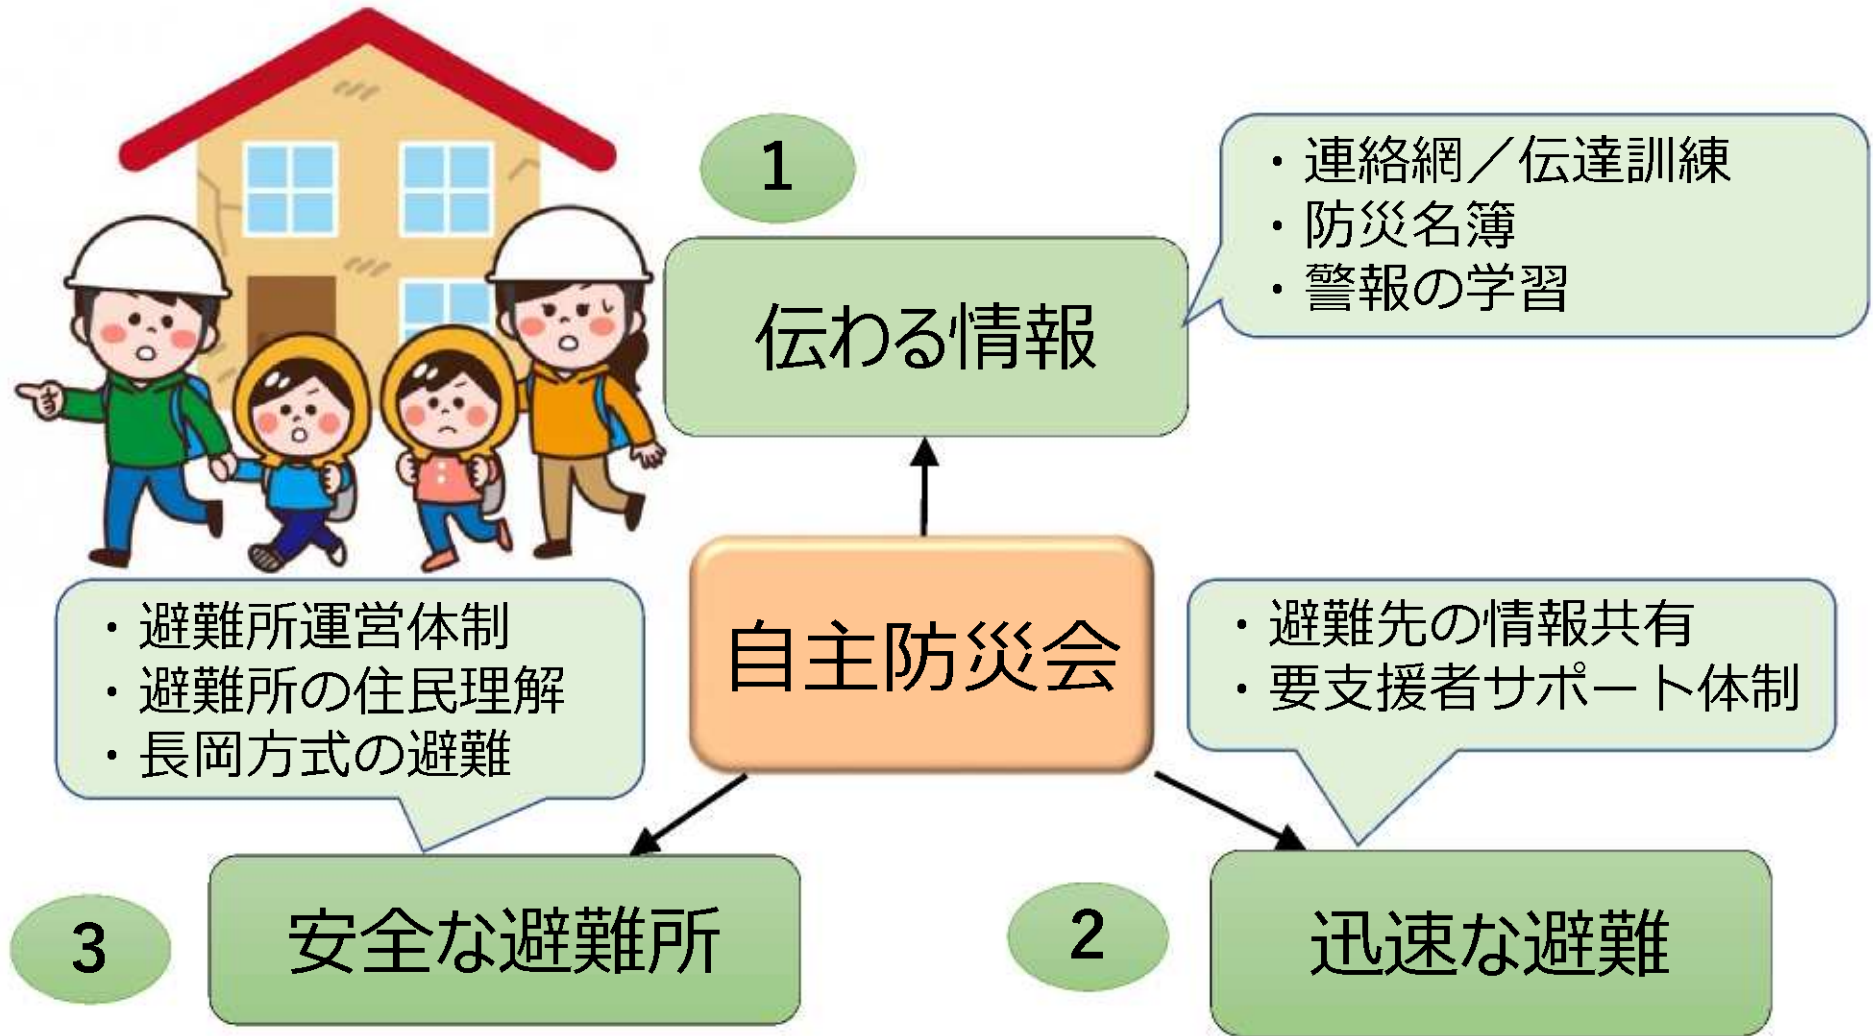 1
伝わる情報
・連絡網／伝達訓練
・防災名簿
・警報の学習
自主防災会
・避難先の情報共有
・要支援者サポート体制
2
迅速な避難
・避難所運営体制
・避難所の住民理解
・長岡方式の避難
3
安全な避難所